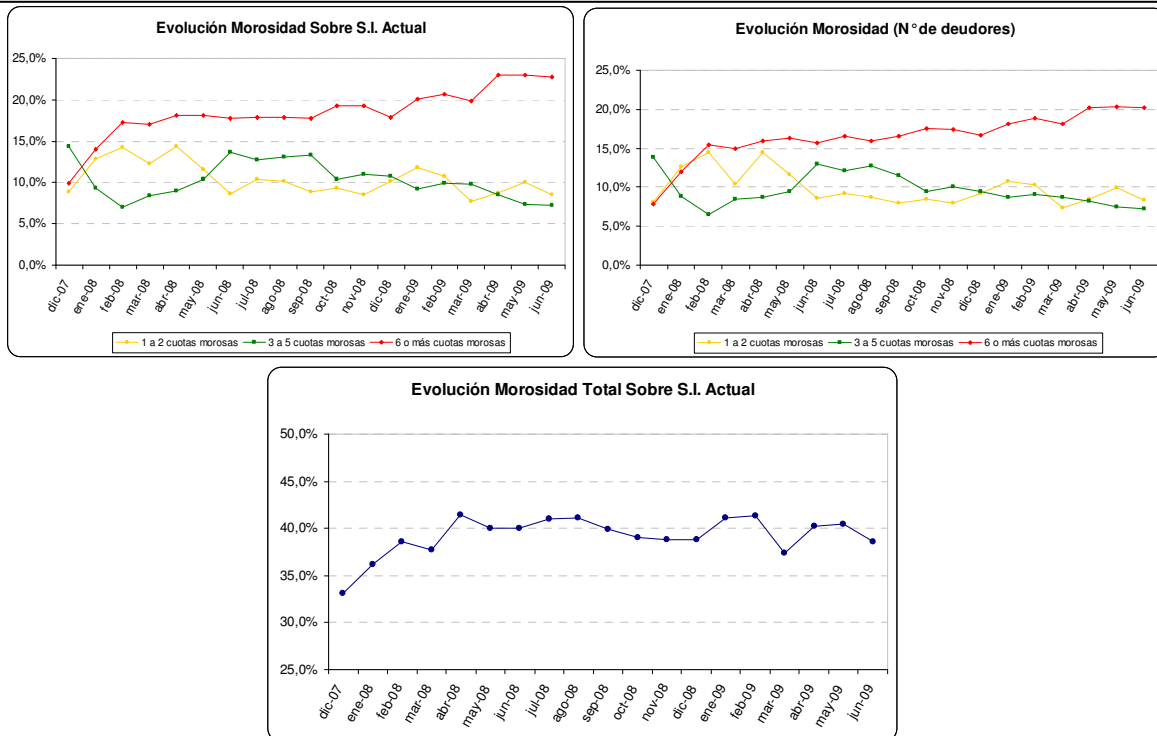 Evolución Morosidad Sobre S.I. Actual
25,0%
20,0%
15,0%
10,0%
5,0%
0,0%
dic-07
ene-08
feb-08
mar-08
abr-08
may-08
jun-08
jul-08
ago-08
sep-08
oct-08
nov-08
dic-08
ene-09
feb-09
mar-09
abr-09
may-09
jun-09
1 a 2 cuotas morosas
3 a 5 cuotas morosas
6 o más cuotas morosas
Evolución Morosidad (N° de deudores)
25,0%
20,0%
15,0%
10,0%
5,0%
0,0%
dic-07
ene-08
feb-08
mar-08
abr-08
may-08
jun-08
jul-08
ago-08
sep-08
oct-08
nov-08
dic-08
ene-09
feb-09
mar-09
abr-09
may-09
jun-09
1 a 2 cuotas morosas
3 a 5 cuotas morosas
6 o más cuotas morosas
Evolución Morosidad Total Sobre S.I. Actual
50,0%
45,0%
40,0%
35,0%
30,0%
25,0%
dic-07
ene-08
feb-08
mar-08
abr-08
may-08
jun-08
jul-08
ago-08
sep-08
oct-08
nov-08
dic-08
ene-09
feb-09
mar-09
abr-09
may-09
jun-09